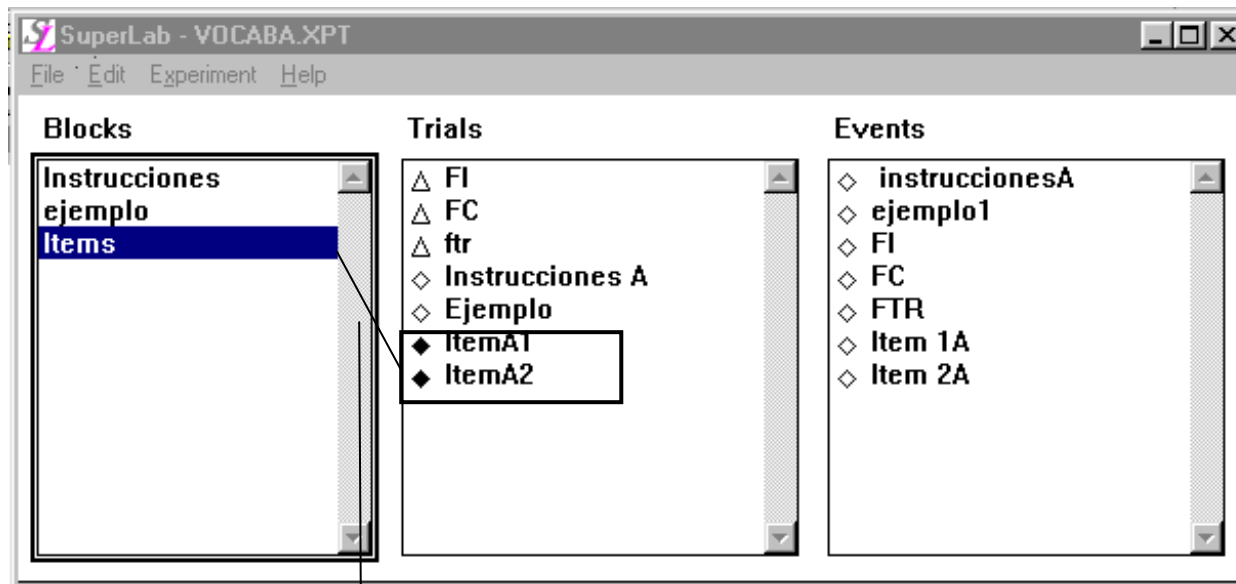 SuperLab - VOCABA.XPT
File Edit Experiment Help
Blocks
Instrucciones
ejemplo
Items
Trials
FI
FC
ftr
Instrucciones A
Ejemplo
ItemA1
ItemA2
Events
instruccionesA
ejemplo1
FI
FC
FTR
Item 1A
Item 2A